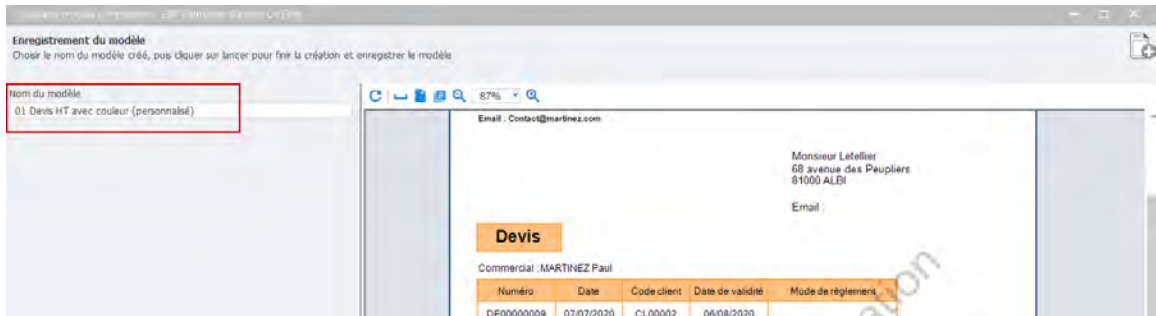 Enregistrement du modèle
Choisir le nom du modèle créé, puis cliquer sur lancer pour finir la création et enregistrer le modèle
Nom du modèle
01 Devis HT avec couleur (personnalisé)
87%
Email : Contact@martinez.com
Monsieur Letellier
68 avenue des Peupliers
81000 ALBI
Email :
Devis
Commercial : MARTINEZ Paul
Numéro Date Code client Date de validité Mode de règlement
DE00000009 07/07/2020 CL00002 06/08/2020
ation